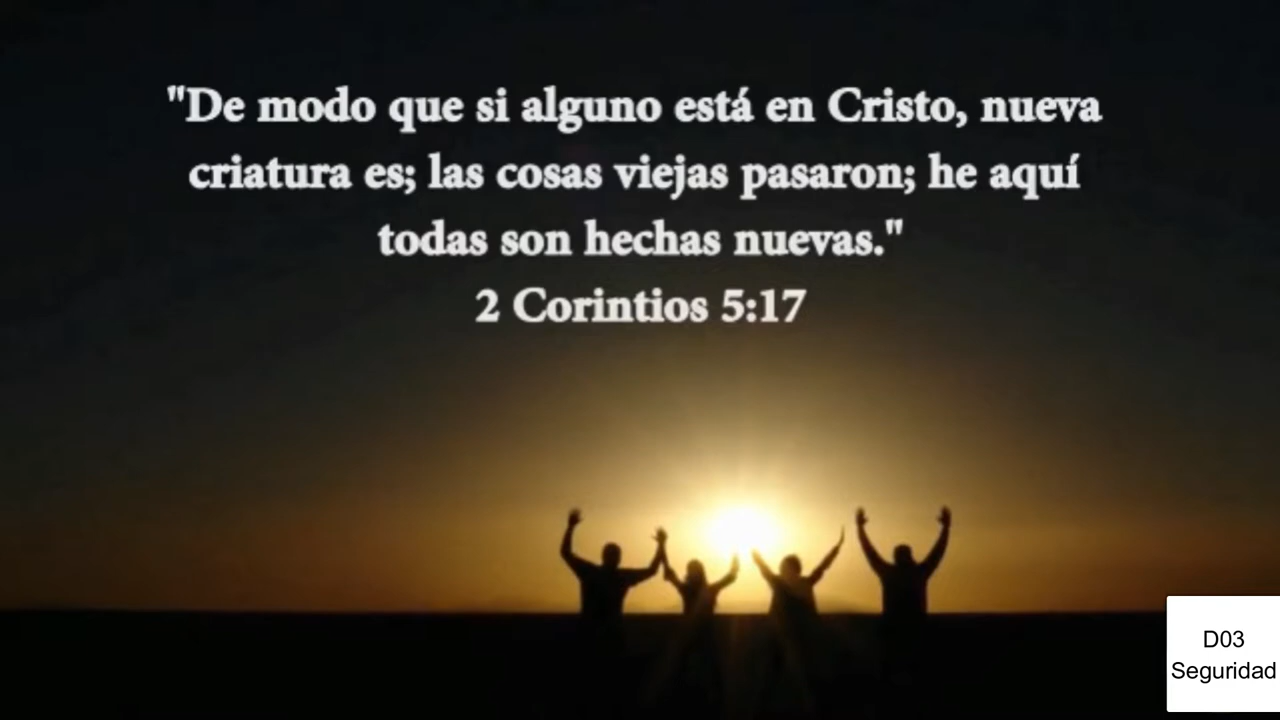 "De modo que si alguno está en Cristo, nueva
criatura es; las cosas viejas pasaron; he aquí
todas son hechas nuevas."
2 Corintios 5:17
D03
Seguridad